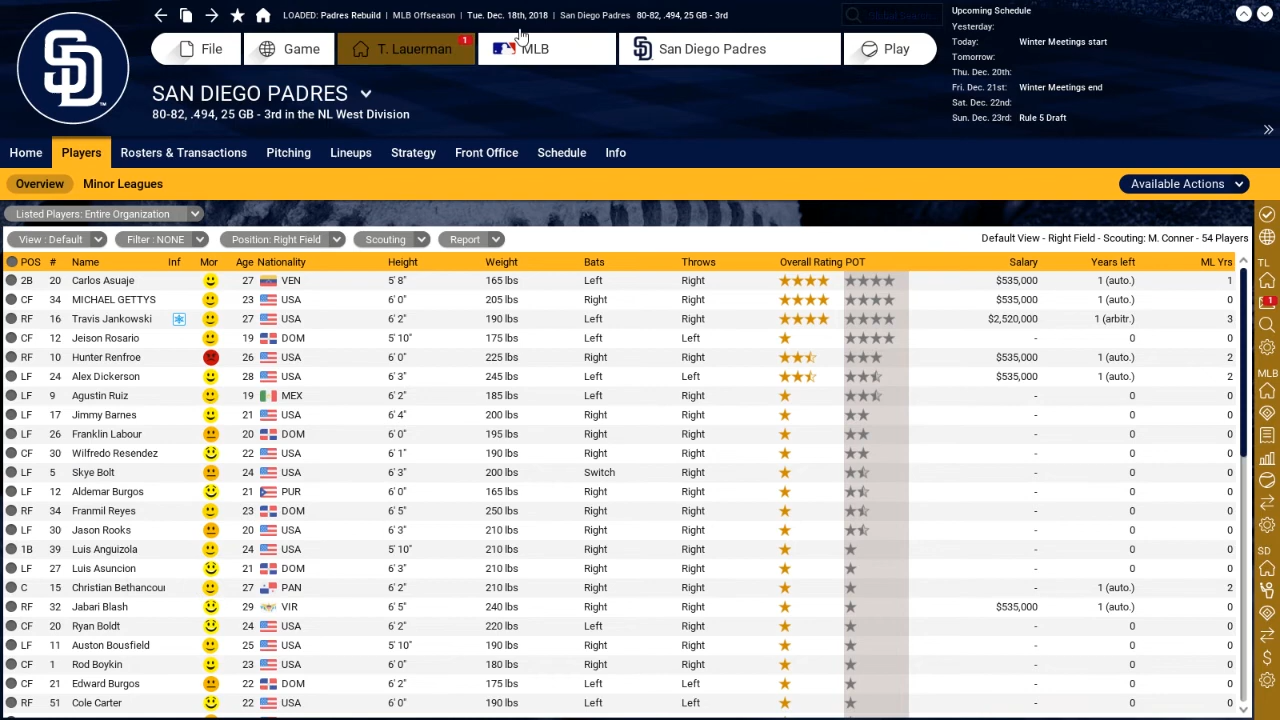 LOADED: Padres Rebuild | MLB Offseason | Tue. Dec. 18th, 2018 | San Diego Padres 80-82, .494, 25 GB - 3rd
Upcoming Schedule
Yesterday:
Today: Winter Meetings start
Tomorrow:
Thu. Dec. 20th:
Fri. Dec. 21st: Winter Meetings end
Sat. Dec. 22nd:
Sun. Dec. 23rd: Rule 5 Draft
SD
File Game T. Lauerman 1 MLB San Diego Padres Play
SAN DIEGO PADRES
80-82, .494, 25 GB - 3rd in the NL West Division
Home Players Rosters & Transactions Pitching Lineups Strategy Front Office Schedule Info
Overview Minor Leagues Available Actions
Listed Players: Entire Organization
View : Default Filter : NONE Position: Right Field Scouting Report Default View - Right Field - Scouting: M. Conner - 54 Players
POS # Name Inf Mor Age Nationality Height Weight Bats Throws Overall Rating POT Salary Years left ML Yrs
2B 20 Carlos Asuaje 27 VEN 5' 8" 165 lbs Left Right $535,000 1 (auto.) 1
CF 34 MICHAEL GETTYS 23 USA 6' 0" 205 lbs Right Right $535,000 1 (auto.) 0
RF 16 Travis Jankowski 27 USA 6' 2" 190 lbs Left Right $2,520,000 1 (arbitr.) 3
CF 12 Jeison Rosario 19 DOM 5' 10" 175 lbs Left Left - 0 0
RF 10 Hunter Renfroe 26 USA 6' 0" 225 lbs Right Right $535,000 1 (auto.) 2
LF 24 Alex Dickerson 28 USA 6' 3" 245 lbs Left Left $535,000 1 (auto.) 2
LF 9 Agustin Ruiz 19 MEX 6' 2" 185 lbs Left Right - 0 0
LF 17 Jimmy Barnes 21 USA 6' 4" 200 lbs Right Right - 0 0
LF 26 Franklin Labour 20 DOM 6' 0" 195 lbs Right Right - 0 0
CF 30 Wilfredo Resendez 22 USA 6' 1" 190 lbs Right Right - 0 0
LF 5 Skye Bolt 24 USA 6' 3" 200 lbs Switch Right - 0 0
LF 12 Aldemar Burgos 21 PUR 6' 0" 165 lbs Right Right - 0 0
RF 34 Franmil Reyes 23 DOM 6' 5" 250 lbs Right Right - 0 0
LF 30 Jason Rooks 20 USA 6' 3" 210 lbs Right Right - 0 0
1B 39 Luis Anguizola 24 USA 5' 10" 210 lbs Right Right - 0 0
LF 27 Luis Asuncion 21 DOM 6' 3" 210 lbs Right Right - 0 0
C 15 Christian Bethancour 27 PAN 6' 2" 210 lbs Right Right - 1 (auto.) 2
RF 32 Jabari Blash 29 VIR 6' 5" 240 lbs Right Right $535,000 1 (auto.) 0
CF 20 Ryan Boldt 24 USA 6' 2" 220 lbs Left Right - 0 0
LF 11 Auston Bousfield 25 USA 5' 10" 190 lbs Right Right - 0 0
CF 1 Rod Boykin 23 USA 6' 0" 180 lbs Right Right - 0 0
CF 21 Edward Burgos 22 DOM 6' 2" 175 lbs Left Left - 0 0
RF 51 Cole Carter 22 USA 6' 0" 190 lbs Left Left - 0 0
TL
1
MLB
SD